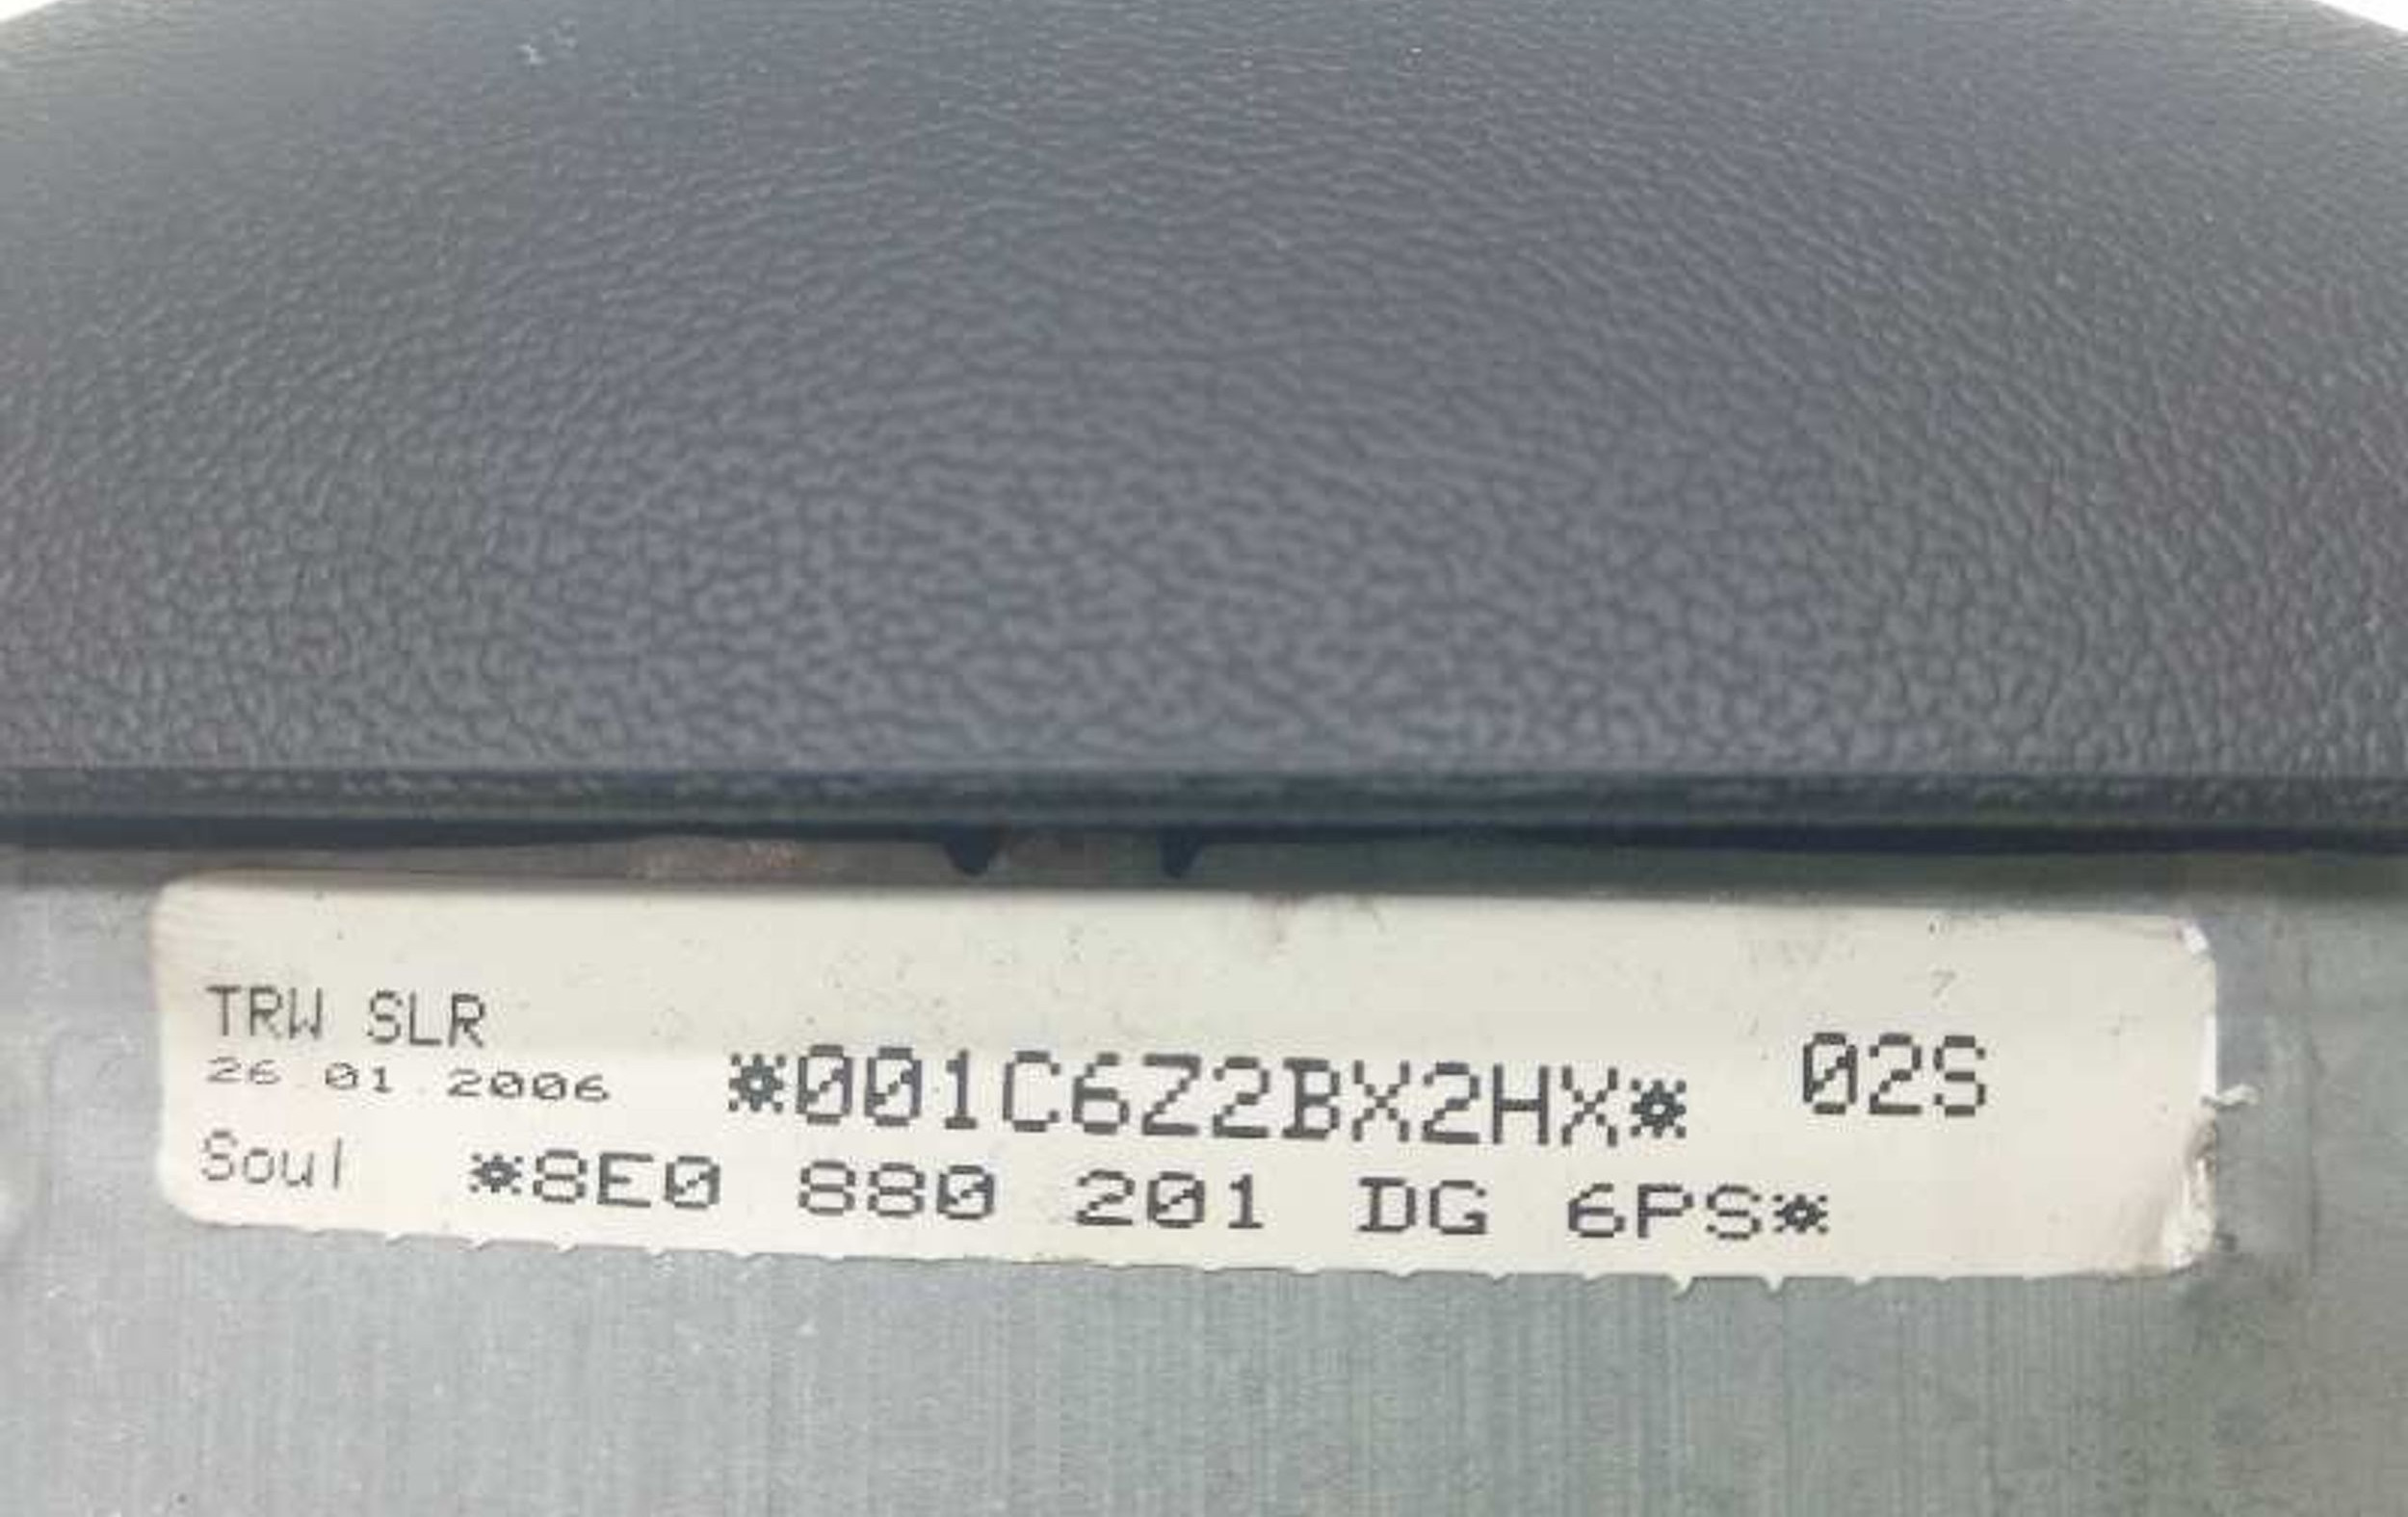 TRW SLR
26.01.2006
*001C6Z2BX2HX*
02S
Soul
*8E0 880 201 DG 6PS*